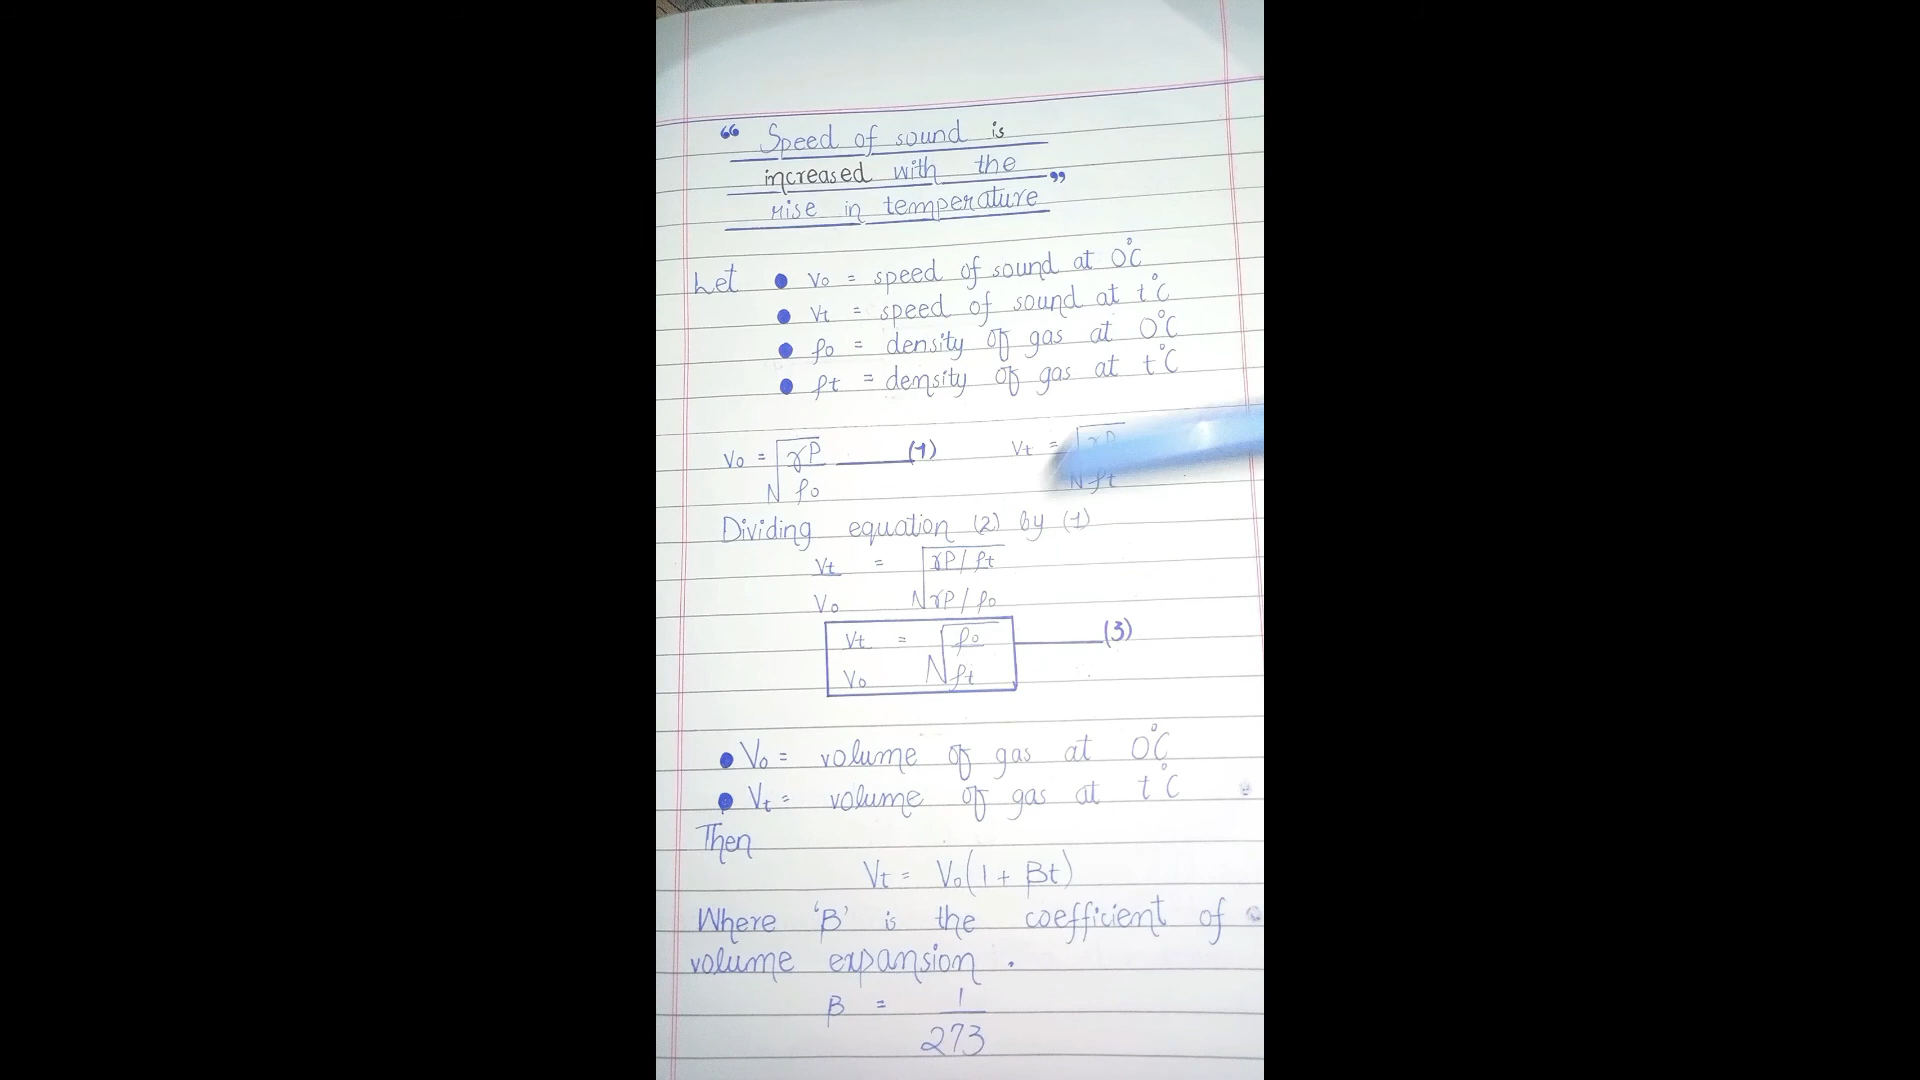 “ Speed of sound is
increased with the
rise in temperature ”
Let • v₀ = speed of sound at 0°C
• vt = speed of sound at t°C
• ρ₀ = density of gas at 0°C
• ρt = density of gas at t°C
v₀ = √(γP/ρ₀) (1) vt = √(γP/ρt)
Dividing equation (2) by (1)
vt/v₀ = √((γP/ρt)/(γP/ρ₀))
vt/v₀ = √(ρ₀/ρt) (3)
• V₀ = volume of gas at 0°C
• Vt = volume of gas at t°C
Then
Vt = V₀(1 + βt)
Where 'β' is the coefficient of
volume expansion .
β = 1/273